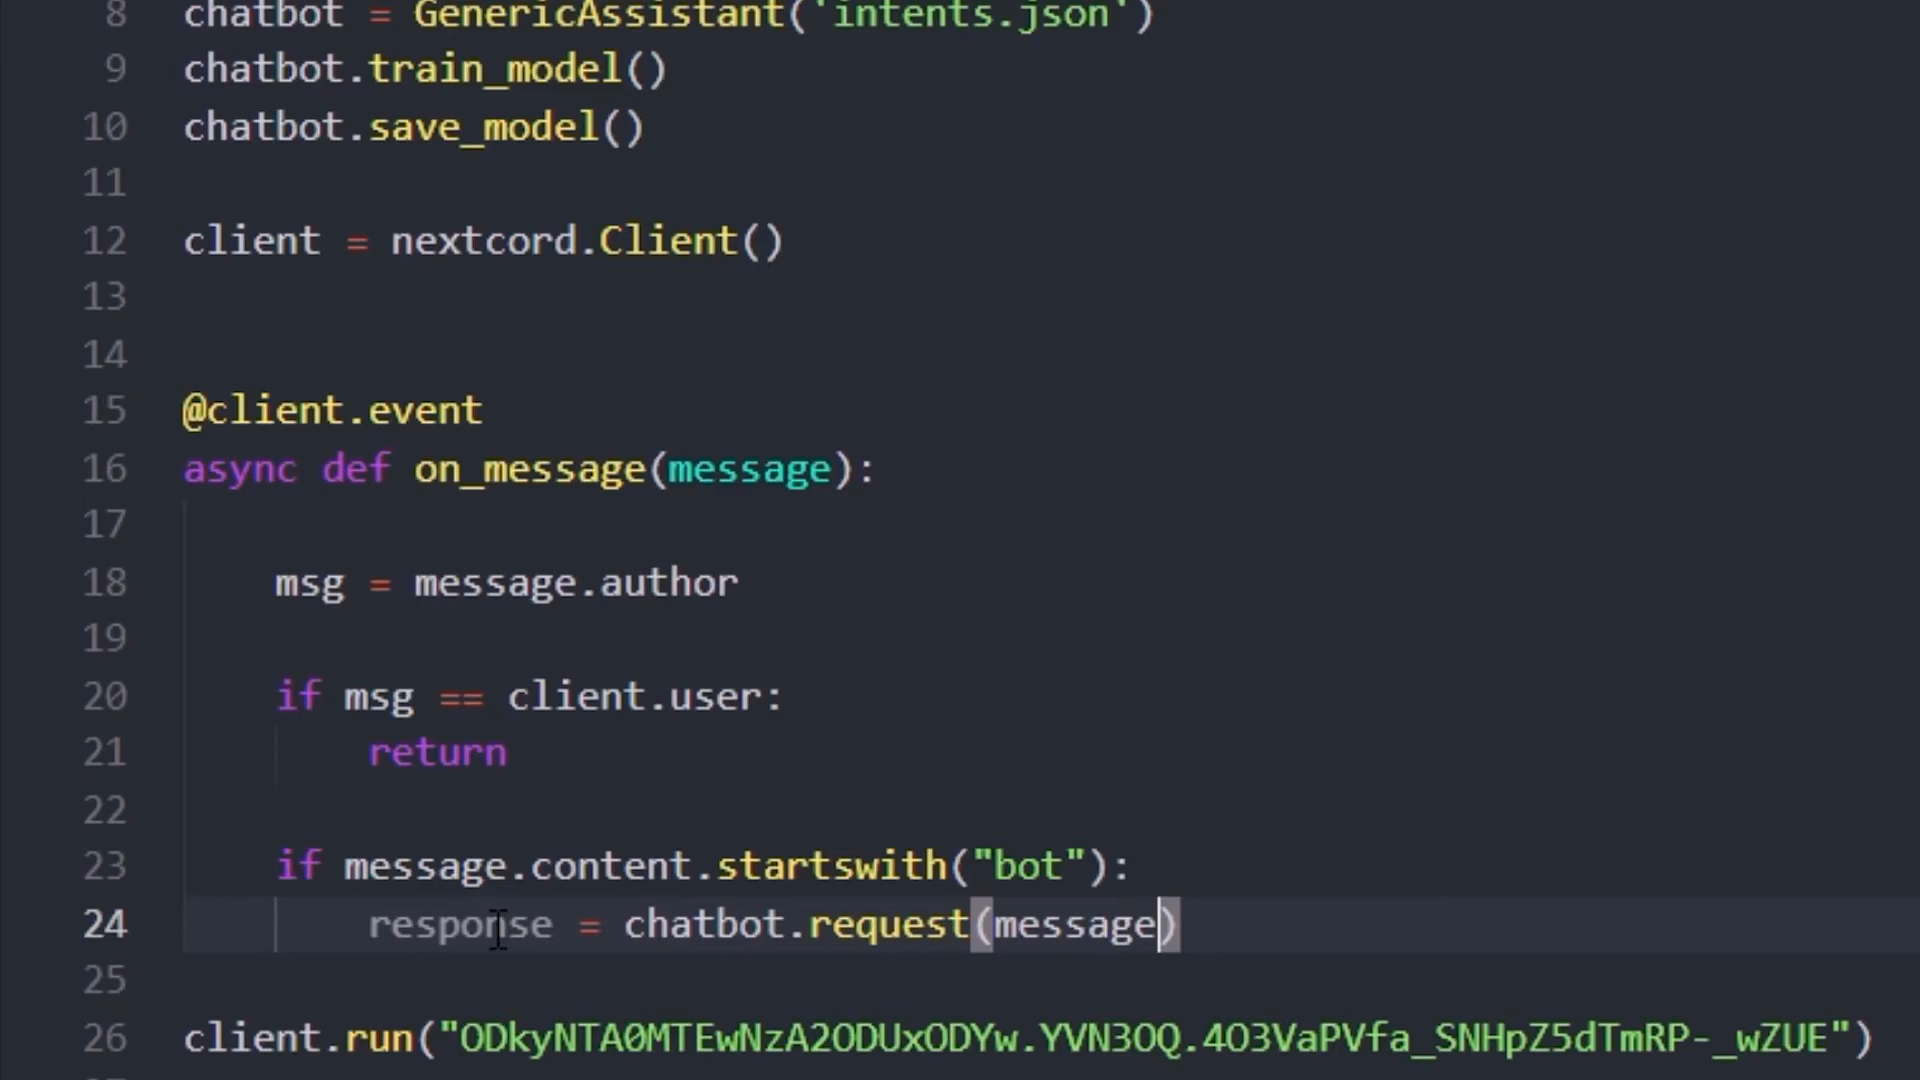 8 chatbot = GenericAssistant('intents.json')
9 chatbot.train_model()
10 chatbot.save_model()
11
12 client = nextcord.Client()
13
14
15 @client.event
16 async def on_message(message):
17
18 msg = message.author
19
20 if msg == client.user:
21 return
22
23 if message.content.startswith("bot"):
24 response = chatbot.request(message)
25
26 client.run("ODkyNTA0MTEwNzA2ODUxODYw.YVN3OQ.4O3VaPVfa_SNHpZ5dTmRP-_wZUE")